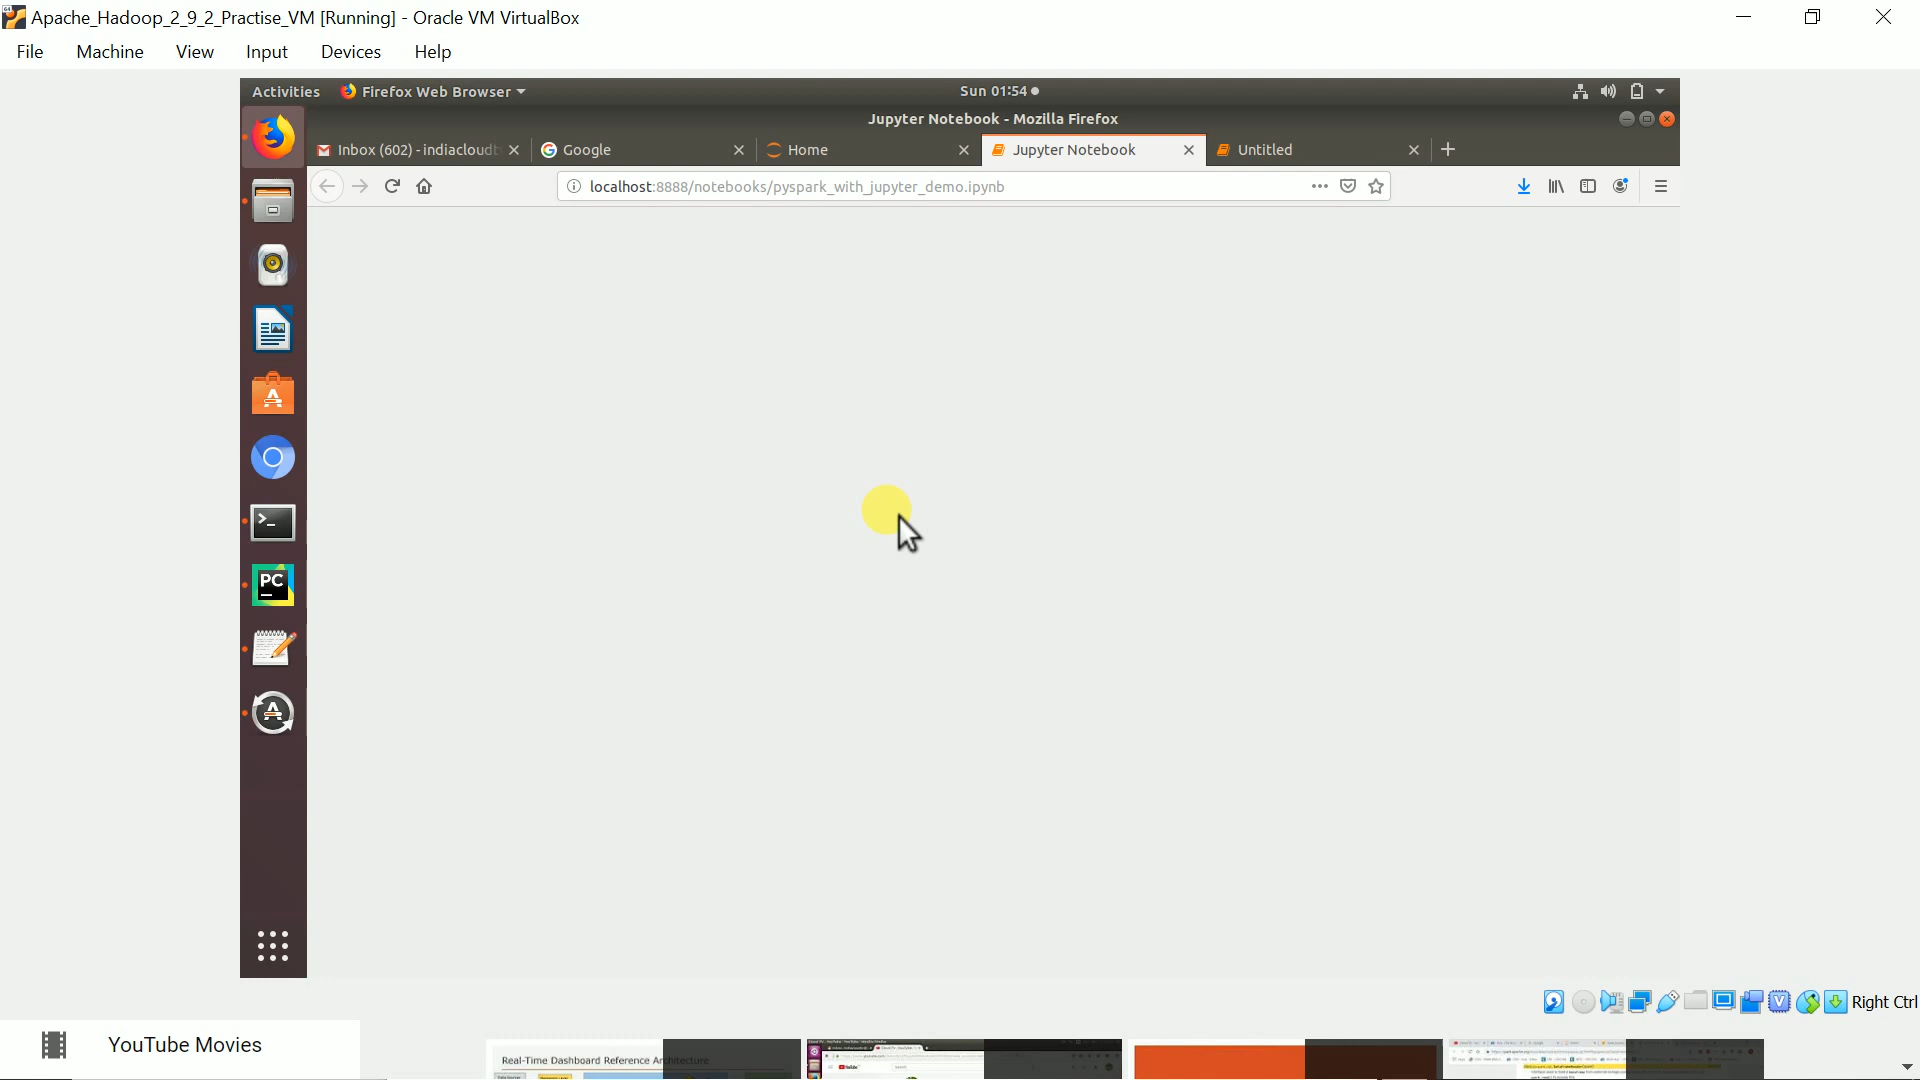 Apache_Hadoop_2_9_2_Practise_VM [Running] - Oracle VM VirtualBox
File Machine View Input Devices Help
Activities Firefox Web Browser Sun 01:54
Jupyter Notebook - Mozilla Firefox
Inbox (602) - indiacloudt Google Home Jupyter Notebook Untitled
localhost:8888/notebooks/pyspark_with_jupyter_demo.ipynb
PC
Right Ctrl
YouTube Movies
Real-Time Dashboard Reference Architecture